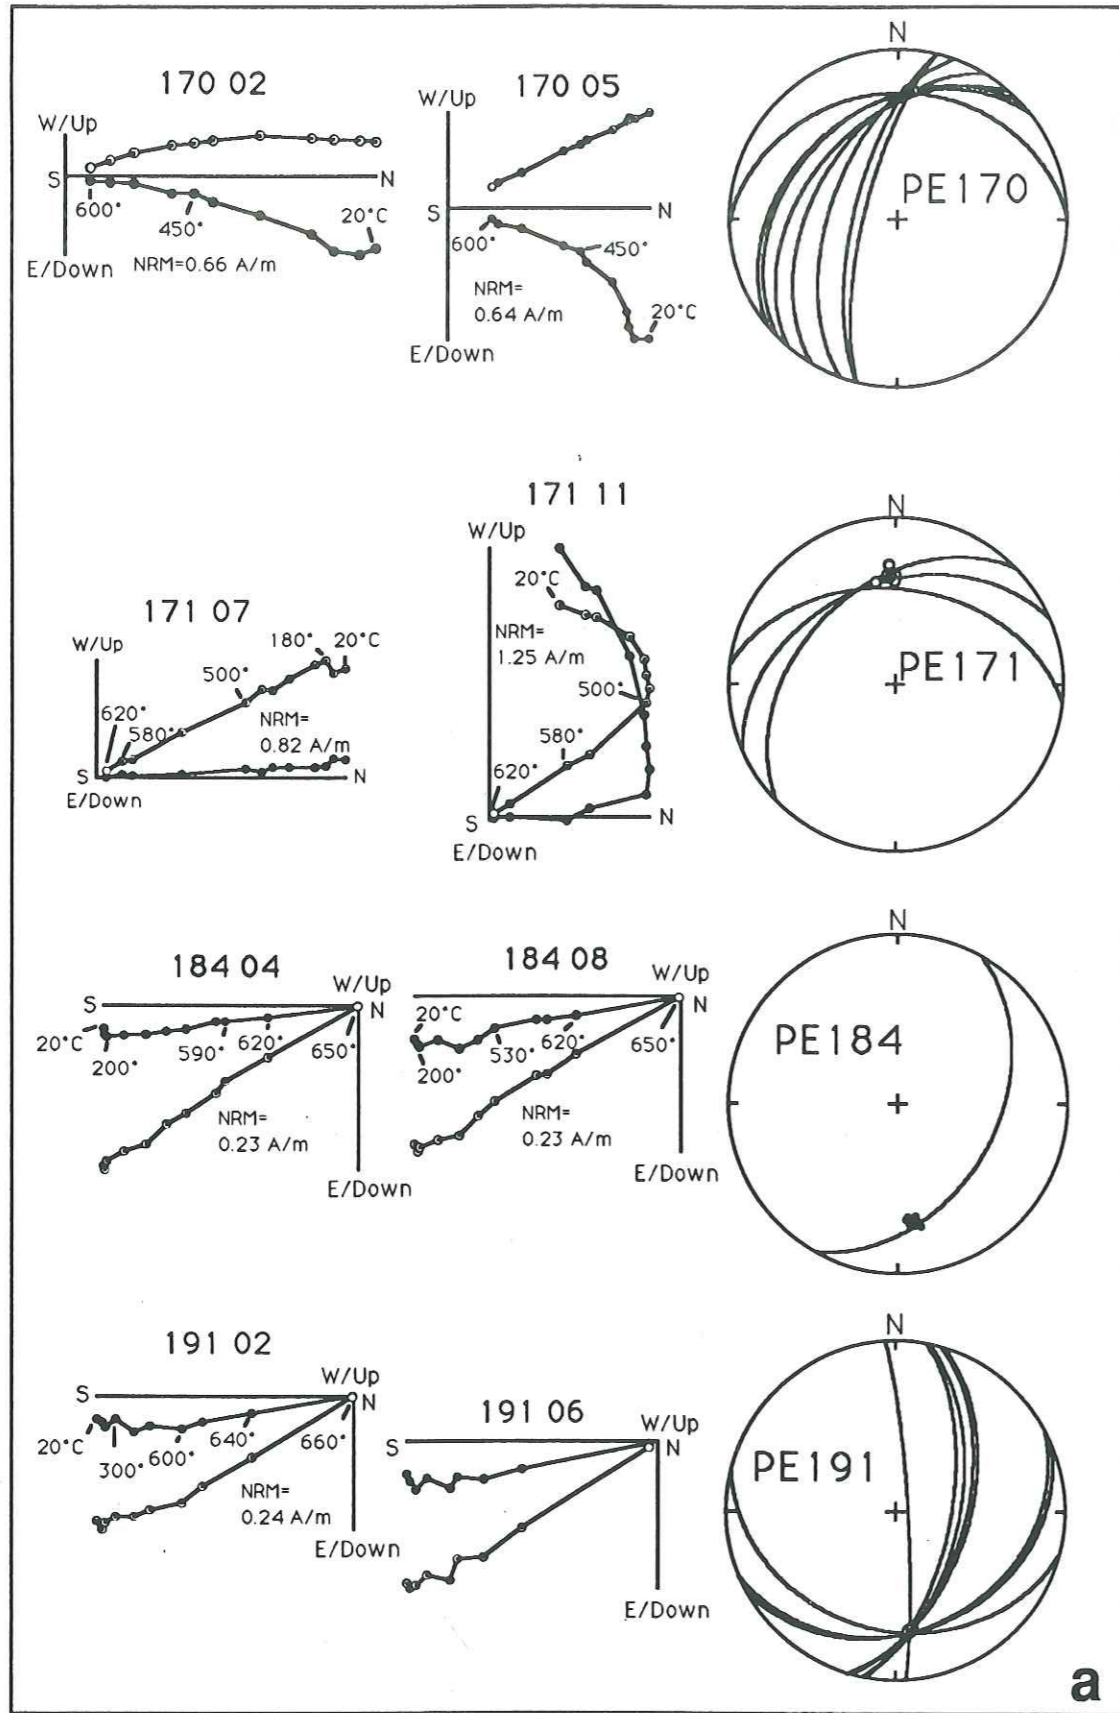 170 02
W/Up
S
N
600°
450°
20°C
E/Down
NRM=0.66 A/m
170 05
W/Up
S
N
600°
450°
NRM=
0.64 A/m
20°C
E/Down
N
PE170
171 07
W/Up
180°
20°C
500°
620°
580°
NRM=
0.82 A/m
S
N
E/Down
171 11
W/Up
20°C
NRM=
1.25 A/m
500°
580°
620°
S
N
E/Down
N
PE171
184 04
W/Up
S
N
20°C
200°
590°
620°
650°
NRM=
0.23 A/m
E/Down
184 08
W/Up
N
20°C
200°
530°
620°
650°
NRM=
0.23 A/m
E/Down
N
PE184
191 02
W/Up
S
N
20°C
300°
600°
640°
660°
NRM=
0.24 A/m
E/Down
191 06
W/Up
S
N
E/Down
N
PE191
a